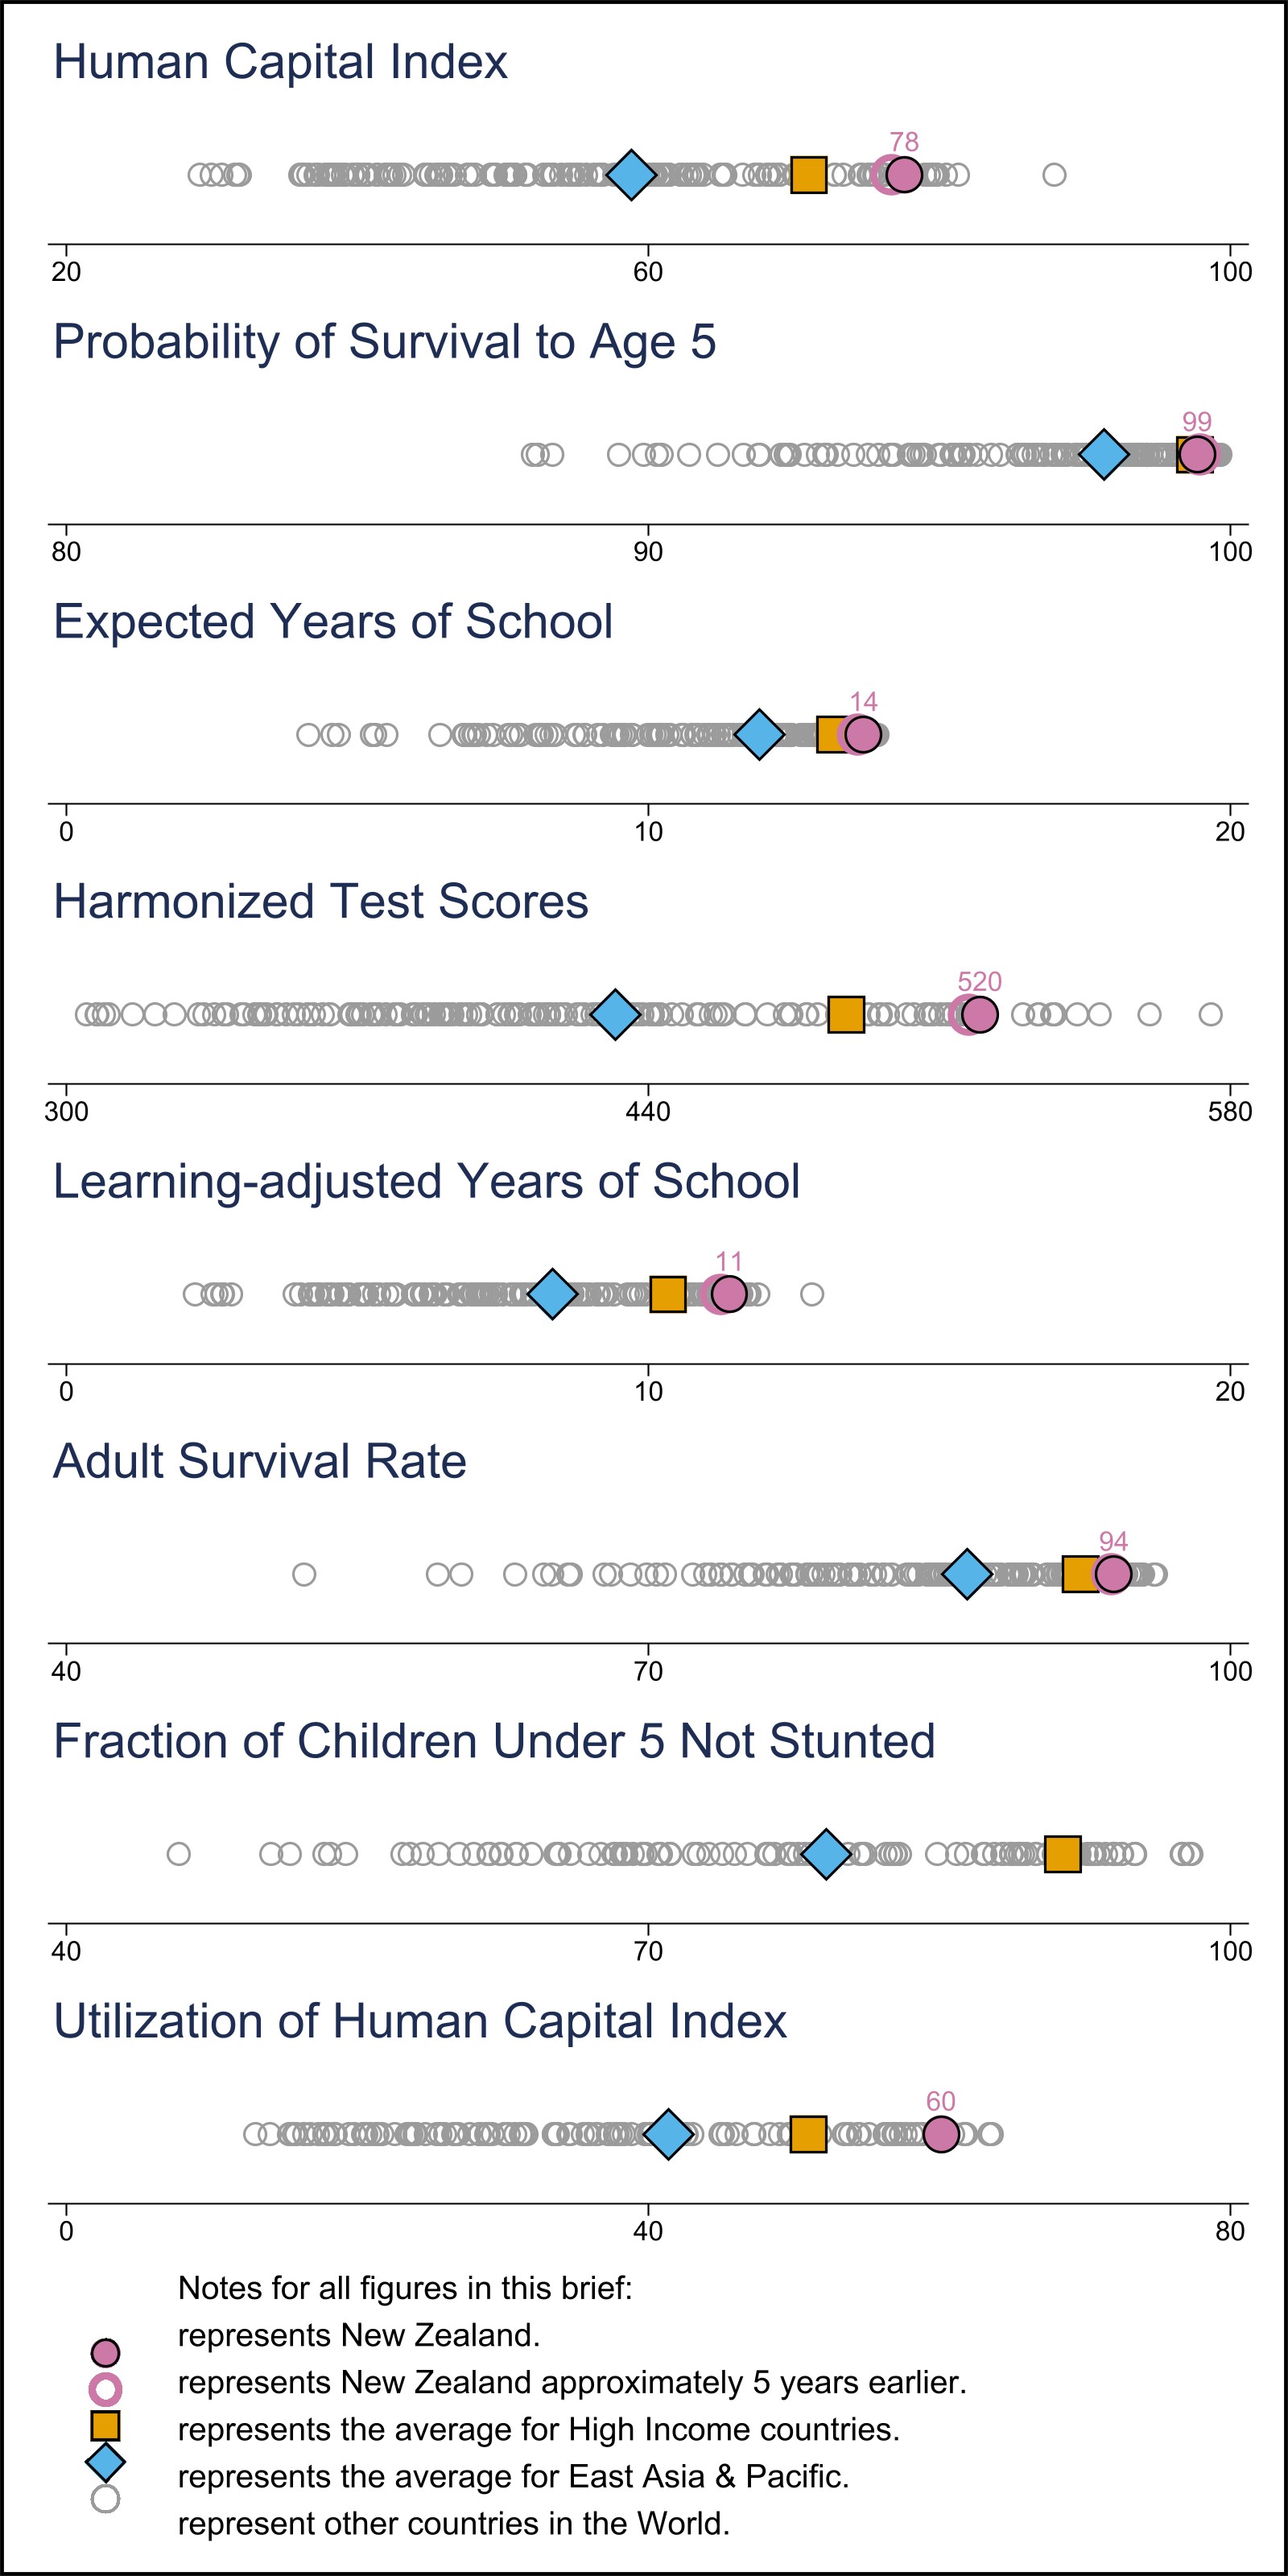 Human Capital Index
78
20 60 100
Probability of Survival to Age 5
99
80 90 100
Expected Years of School
14
0 10 20
Harmonized Test Scores
520
300 440 580
Learning-adjusted Years of School
11
0 10 20
Adult Survival Rate
94
40 70 100
Fraction of Children Under 5 Not Stunted
40 70 100
Utilization of Human Capital Index
60
0 40 80
Notes for all figures in this brief:
represents New Zealand.
represents New Zealand approximately 5 years earlier.
represents the average for High Income countries.
represents the average for East Asia & Pacific.
represent other countries in the World.